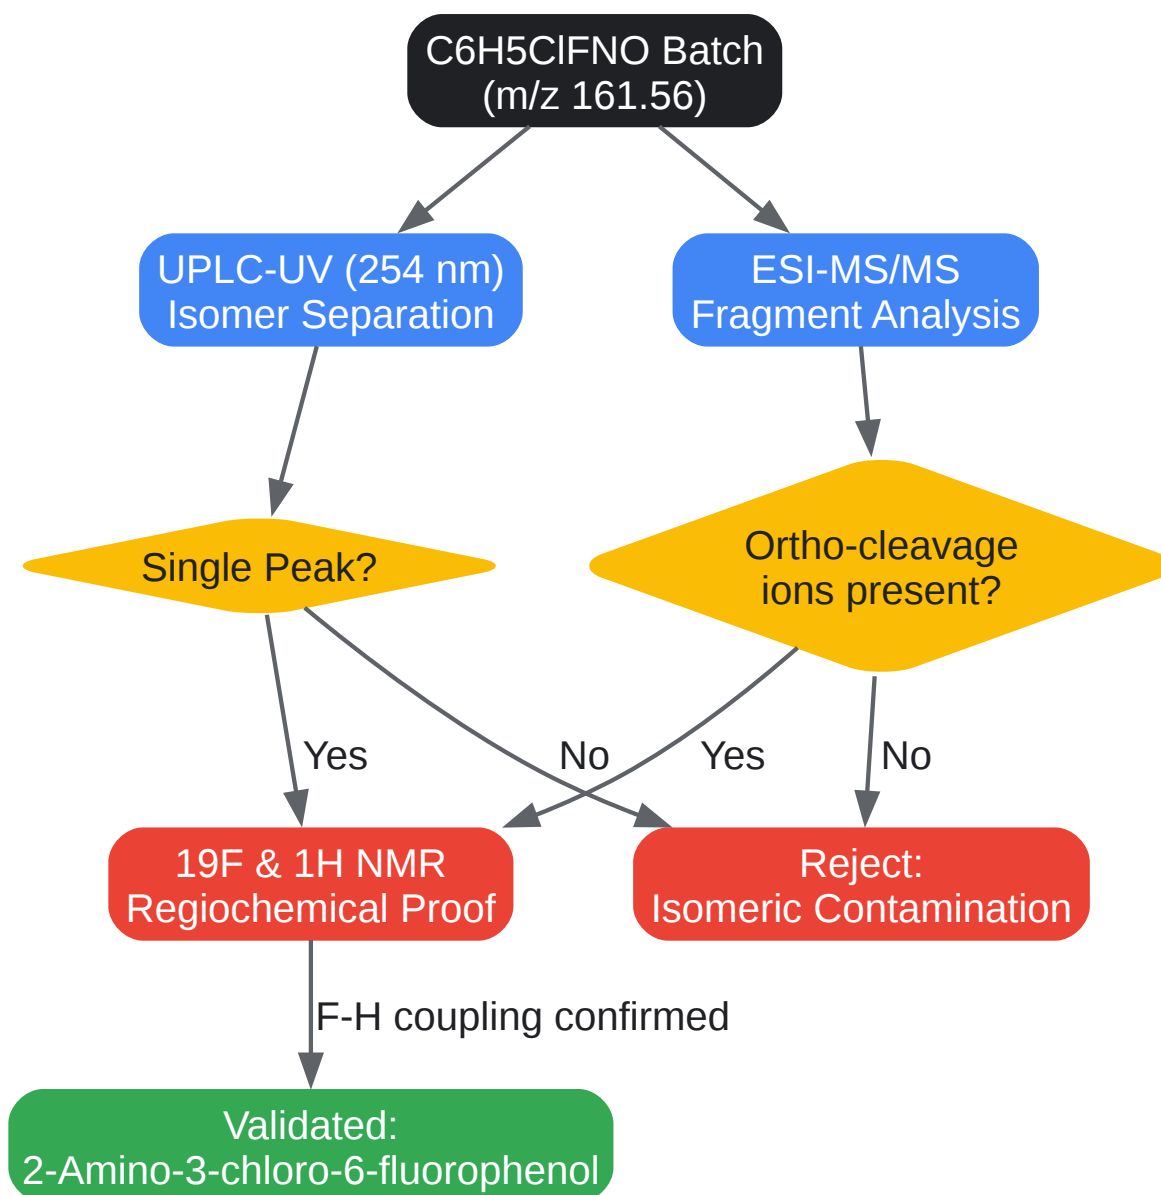 C6H5ClFNO Batch
(m/z 161.56)
UPLC-UV (254 nm)
Isomer Separation
ESI-MS/MS
Fragment Analysis
Single Peak?
Ortho-cleavage
ions present?
Yes
No
Yes
No
19F & 1H NMR
Regiochemical Proof
Reject:
Isomeric Contamination
F-H coupling confirmed
Validated:
2-Amino-3-chloro-6-fluorophenol